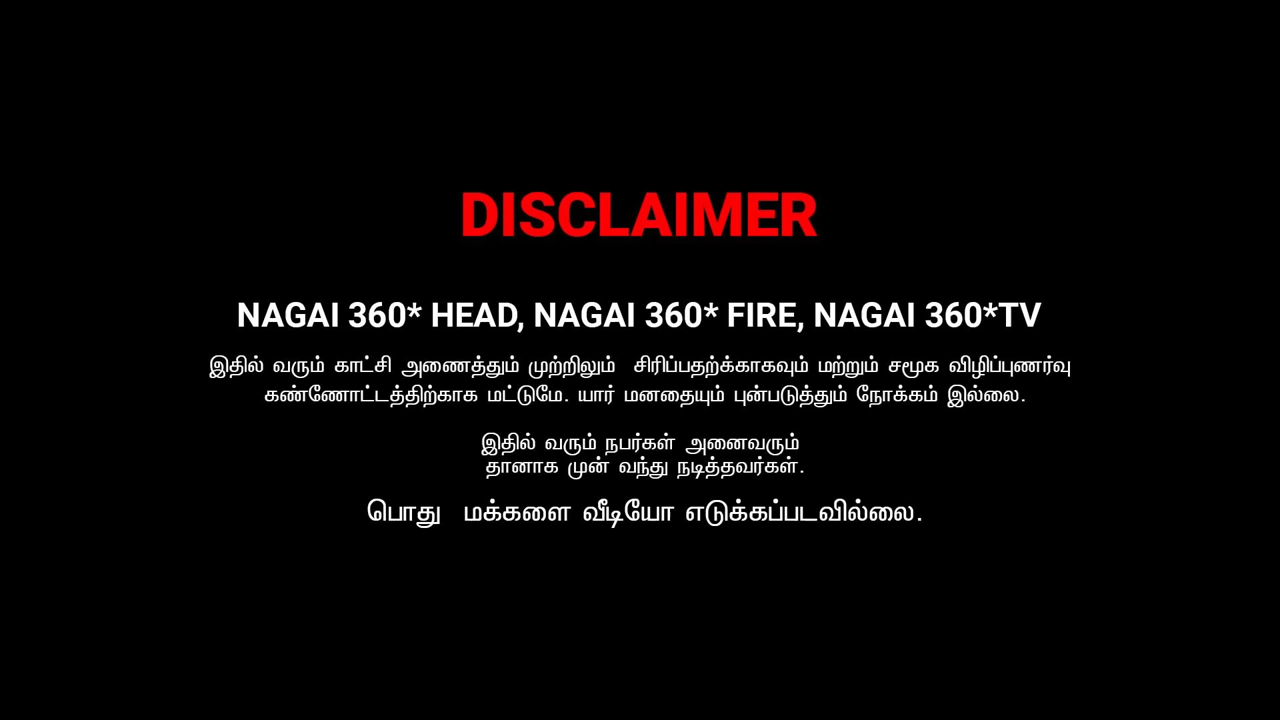 DISCLAIMER
NAGAI 360* HEAD, NAGAI 360* FIRE, NAGAI 360*TV
இதில் வரும் காட்சி அணைத்தும் முற்றிலும் சிரிப்பதற்க்காகவும் மற்றும் சமூக விழிப்புணர்வு
கண்ணோட்டத்திற்காக மட்டுமே. யார் மனதையும் புன்படுத்தும் நோக்கம் இல்லை.
இதில் வரும் நபர்கள் அனைவரும்
தானாக முன் வந்து நடித்தவர்கள்.
பொது மக்களை வீடியோ எடுக்கப்படவில்லை.